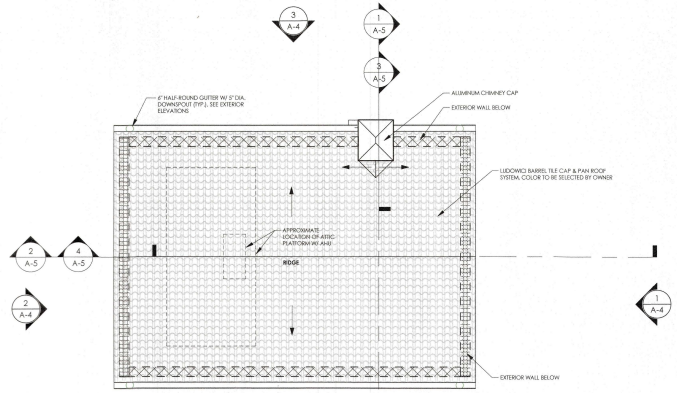 3
A-4
1
A-5
3
A-5
6" HALF-ROUND GUTTER W/ 5" DIA.
DOWNSPOUT (TYP.), SEE EXTERIOR
ELEVATIONS
ALUMINUM CHIMNEY CAP
EXTERIOR WALL BELOW
LUDOWICI BARREL TILE CAP & PAN ROOF
SYSTEM, COLOR TO BE SELECTED BY OWNER
APPROXIMATE
LOCATION OF ATTIC
PLATFORM W/ AHU
2
A-5
4
A-5
RIDGE
2
A-4
1
A-4
EXTERIOR WALL BELOW